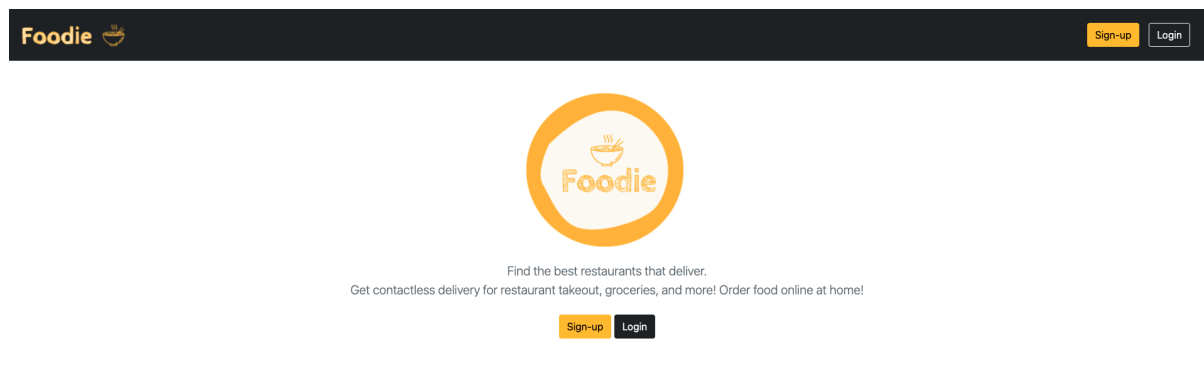 Foodie
Sign-up
Login
Foodie
Find the best restaurants that deliver.
Get contactless delivery for restaurant takeout, groceries, and more! Order food online at home!
Sign-up
Login